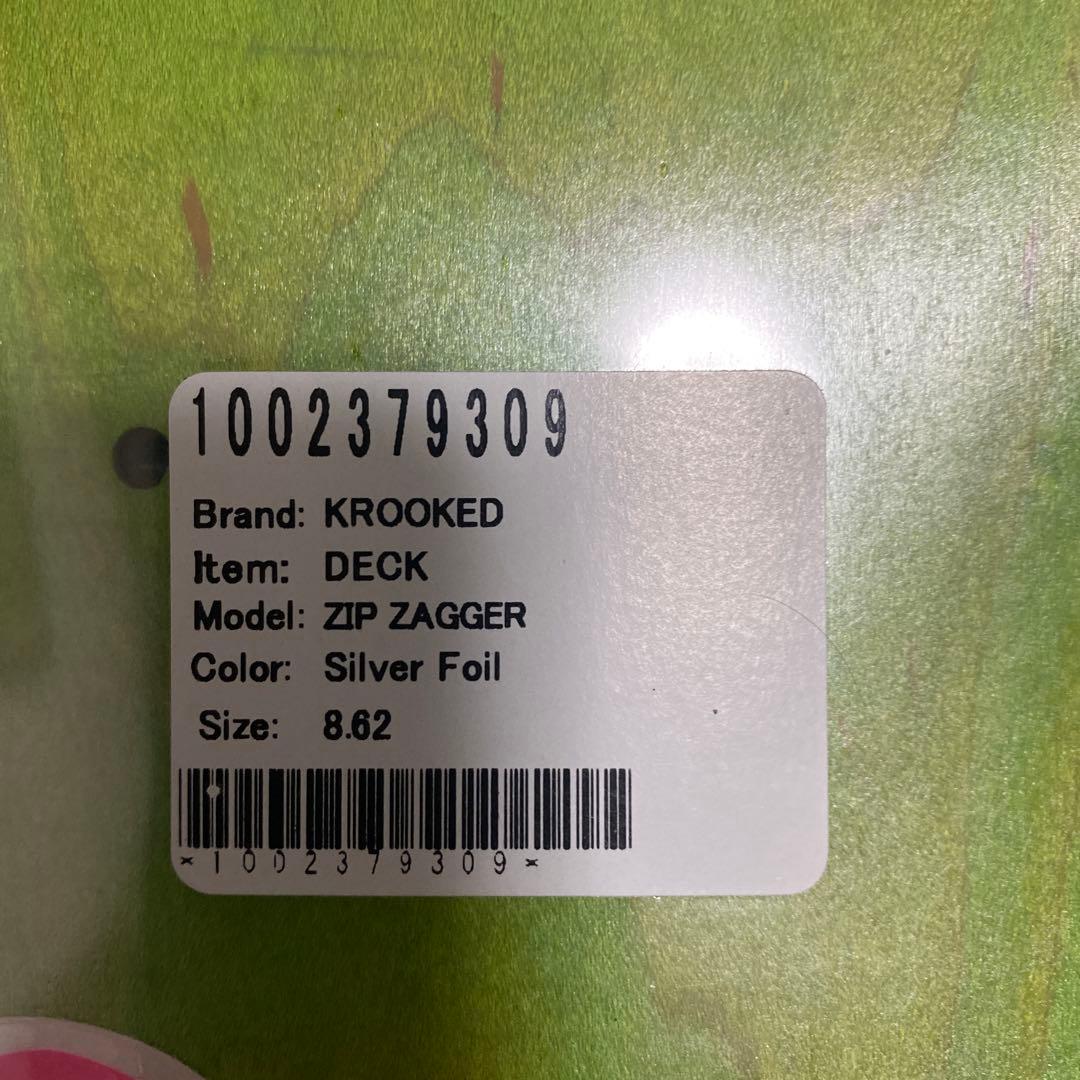 1002379309
Brand: KROOKED
Item: DECK
Model: ZIP ZAGGER
Color: Silver Foil
Size: 8.62
*1002379309*